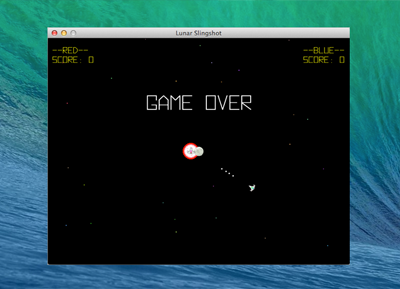 Lunar Slingshot
--RED--
SCORE: 0
--BLUE--
SCORE: 0
GAME OVER